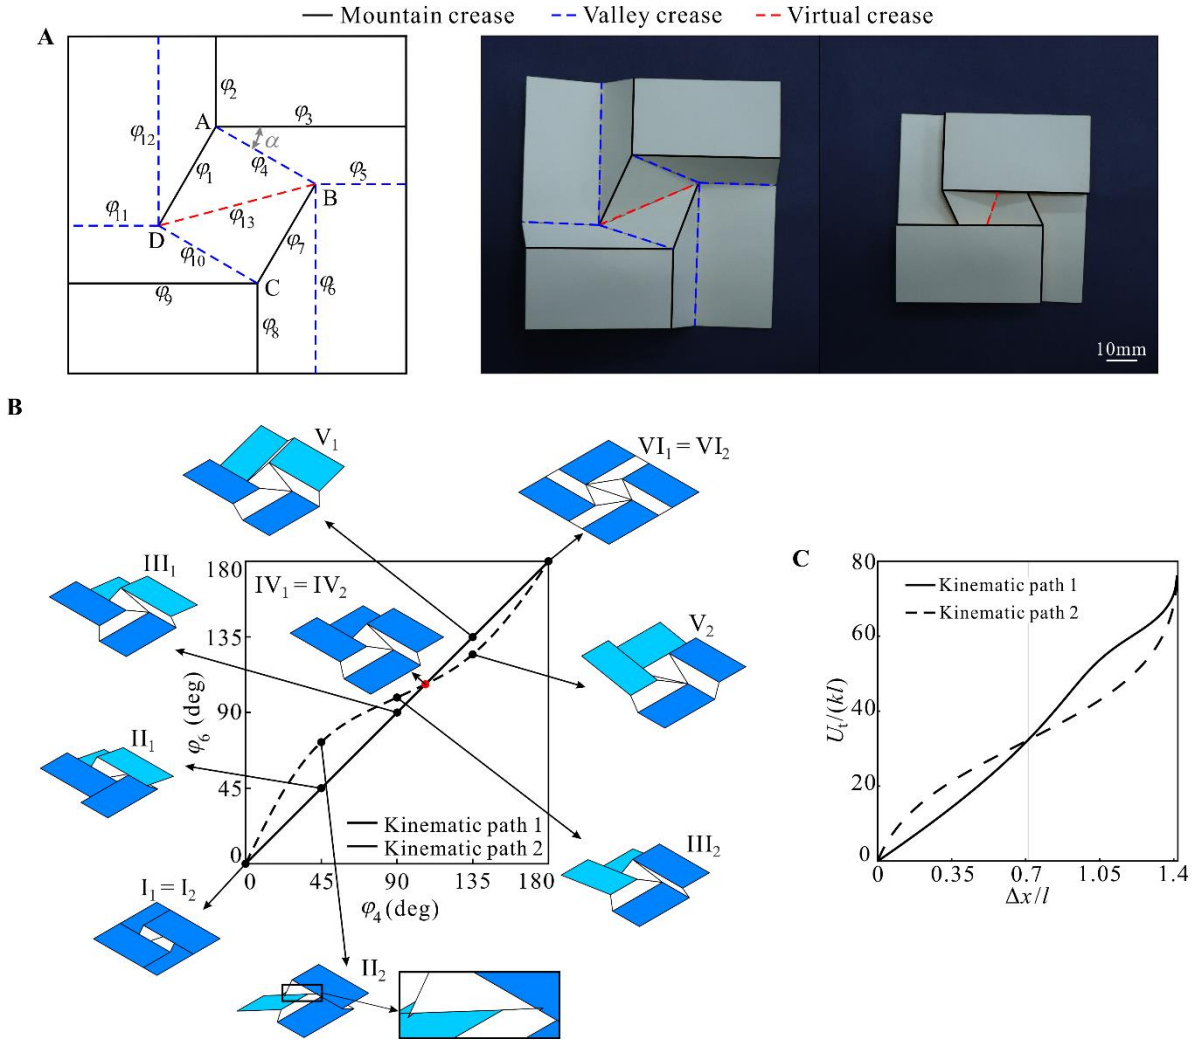 Mountain crease Valley crease Virtual crease
A
φ2
A
φ3
φ12
α
φ4
φ1
B
φ5
φ11
φ13
D
φ7
φ10
C
φ6
φ9
φ8
10mm
B
V1
VI1 = VI2
III1
IV1 = IV2
V2
II1
III2
I1 = I2
II2
180
135
90
45
0
φ6 (deg)
0 45 90 135 180
φ4 (deg)
Kinematic path 1
Kinematic path 2
C
80
60
40
20
0
Ut/(kl)
0 0.35 0.7 1.05 1.4
Δx/l
Kinematic path 1
Kinematic path 2